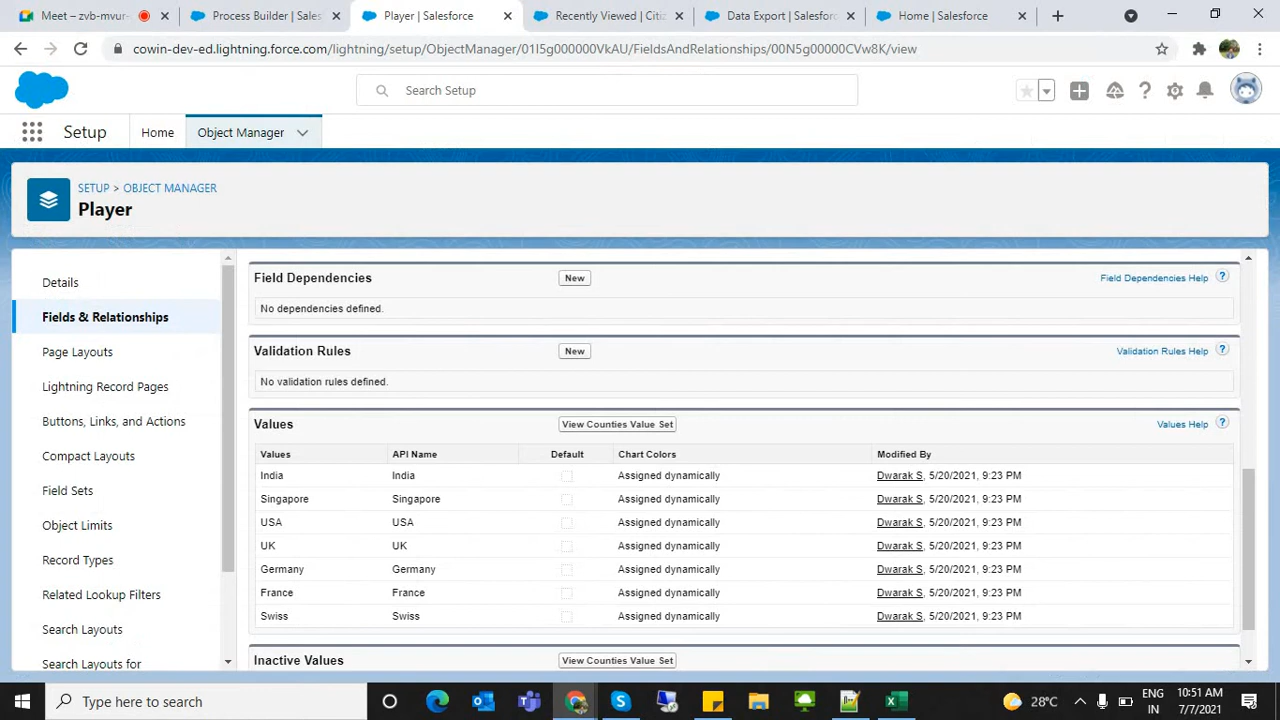 Meet – zvb-mvur-
Process Builder | Sales
Player | Salesforce
Recently Viewed | Citi
Data Export | Salesfor
Home | Salesforce
cowin-dev-ed.lightning.force.com/lightning/setup/ObjectManager/01I5g000000VkAU/FieldsAndRelationships/00N5g00000CVw8K/view
Search Setup
Setup
Home
Object Manager
SETUP > OBJECT MANAGER
Player
Details
Fields & Relationships
Page Layouts
Lightning Record Pages
Buttons, Links, and Actions
Compact Layouts
Field Sets
Object Limits
Record Types
Related Lookup Filters
Search Layouts
Search Layouts for
Field Dependencies New Field Dependencies Help ?
No dependencies defined.
Validation Rules New Validation Rules Help ?
No validation rules defined.
Values View Counties Value Set Values Help ?
Values API Name Default Chart Colors Modified By
India India Assigned dynamically Dwarak S, 5/20/2021, 9:23 PM
Singapore Singapore Assigned dynamically Dwarak S, 5/20/2021, 9:23 PM
USA USA Assigned dynamically Dwarak S, 5/20/2021, 9:23 PM
UK UK Assigned dynamically Dwarak S, 5/20/2021, 9:23 PM
Germany Germany Assigned dynamically Dwarak S, 5/20/2021, 9:23 PM
France France Assigned dynamically Dwarak S, 5/20/2021, 9:23 PM
Swiss Swiss Assigned dynamically Dwarak S, 5/20/2021, 9:23 PM
Inactive Values View Counties Value Set
Type here to search
28°C
ENG
IN
10:51 AM
7/7/2021